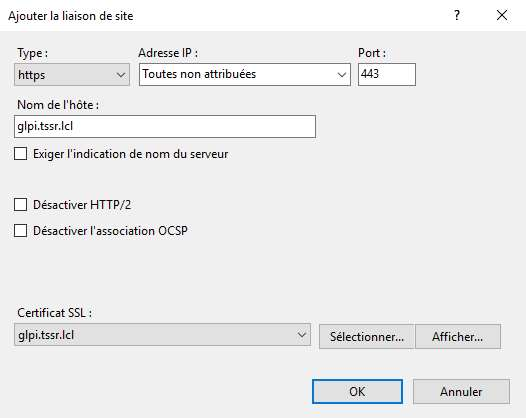 Ajouter la liaison de site
Type :
Adresse IP :
Port :
https
Toutes non attribuées
443
Nom de l'hôte :
glpi.tssr.lcl
Exiger l'indication de nom du serveur
Désactiver HTTP/2
Désactiver l'association OCSP
Certificat SSL :
glpi.tssr.lcl
Sélectionner...
Afficher...
OK
Annuler